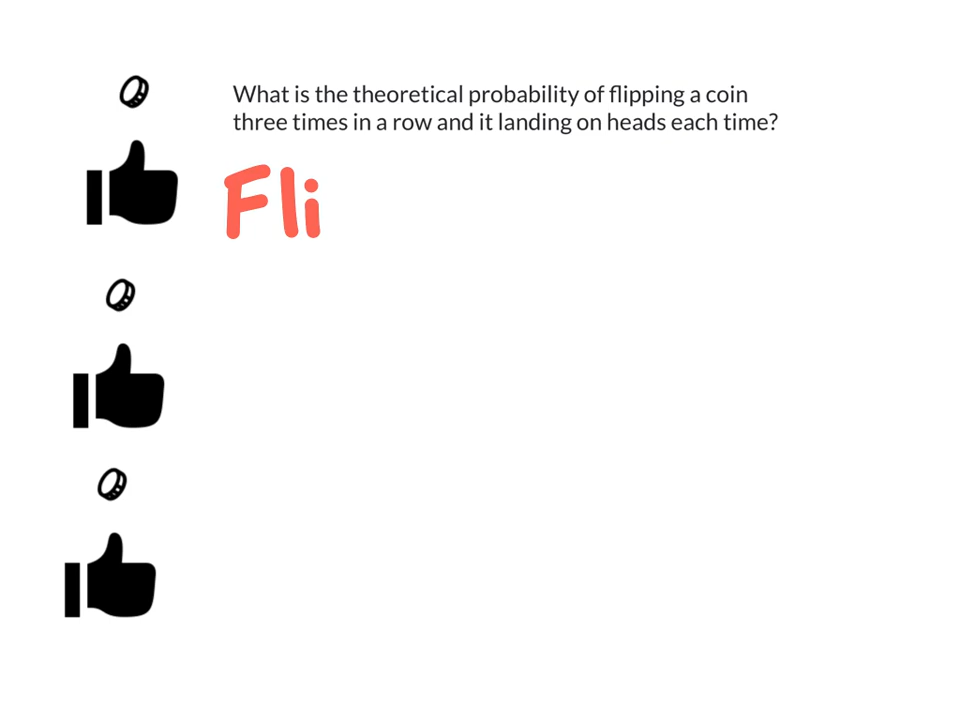 What is the theoretical probability of flipping a coin
three times in a row and it landing on heads each time?
Fli